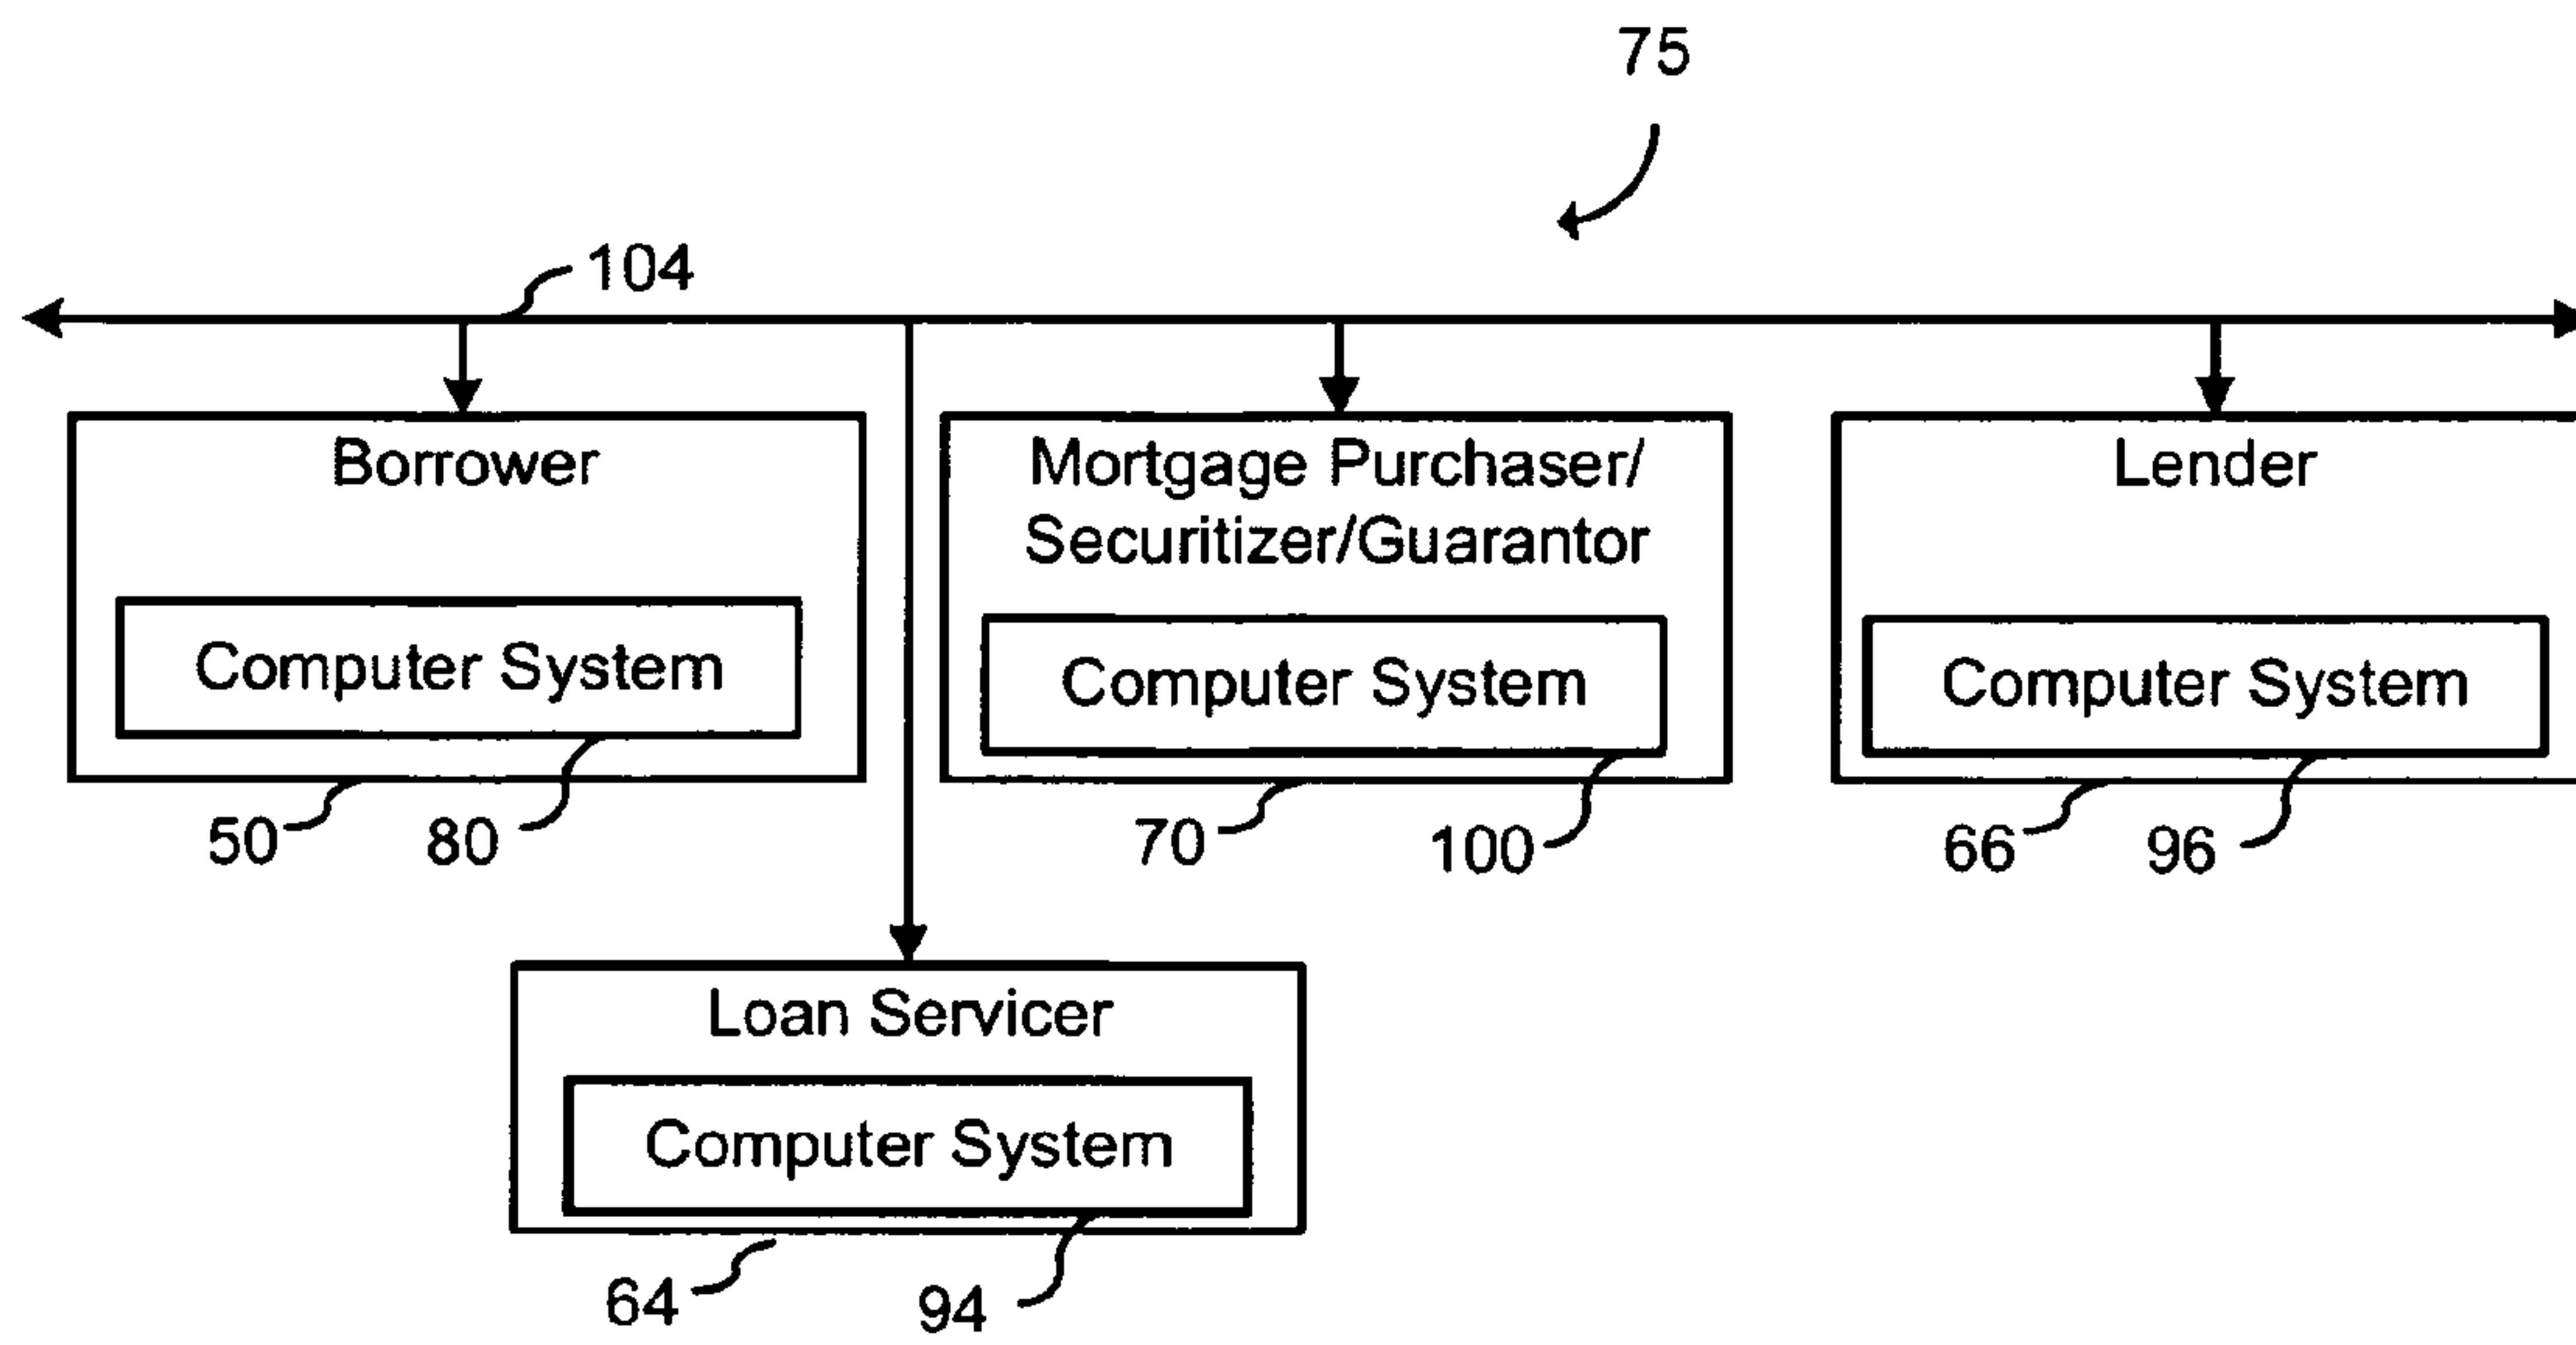 75
104
Borrower
Computer System
50
80
Mortgage Purchaser/
Securitizer/Guarantor
Computer System
70
100
Lender
Computer System
66
96
Loan Servicer
Computer System
64
94